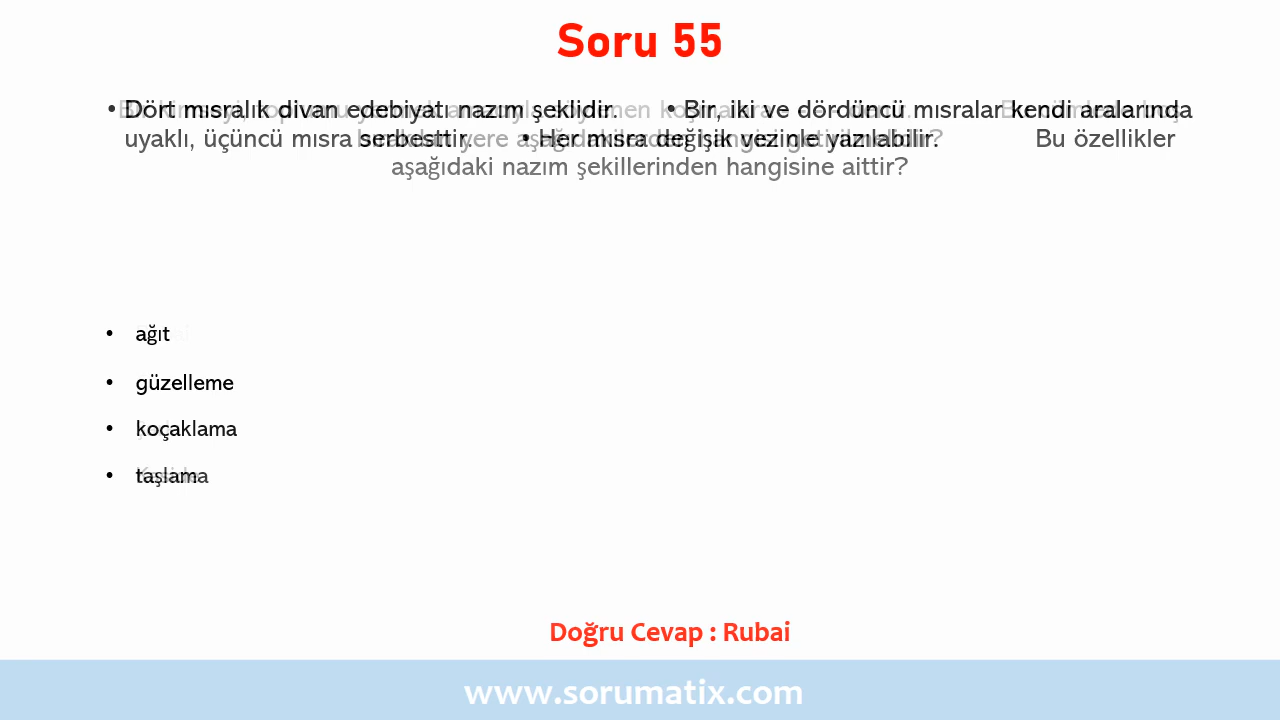 Soru 55
• Dört mısralık divan edebiyatı nazım şeklidir. • Bir, iki ve dördüncü mısralar kendi aralarında
uyaklı, üçüncü mısra serbesttir. • Her mısra değişik vezinle yazılabilir. Bu özellikler
aşağıdaki nazım şekillerinden hangisine aittir?
• ağıt
• güzelleme
• koçaklama
• taşlama
Doğru Cevap : Rubai
www.sorumatix.com